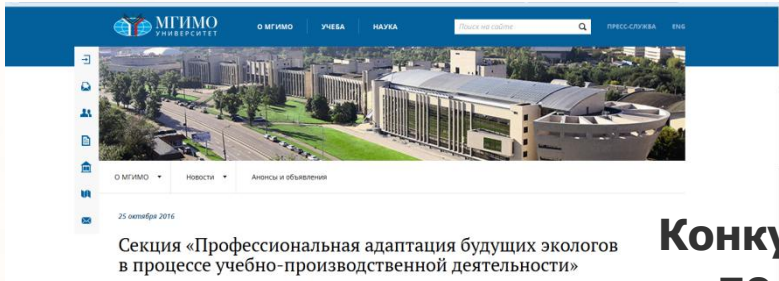 МГИМО
УНИВЕРСИТЕТ
О МГИМО УЧЕБА НАУКА
Поиск на сайте
ПРЕСС-СЛУЖБА ENG
О МГИМО Новости Анонсы и объявления
25 октября 2016
Секция «Профессиональная адаптация будущих экологов
в процессе учебно-производственной деятельности»
Конку